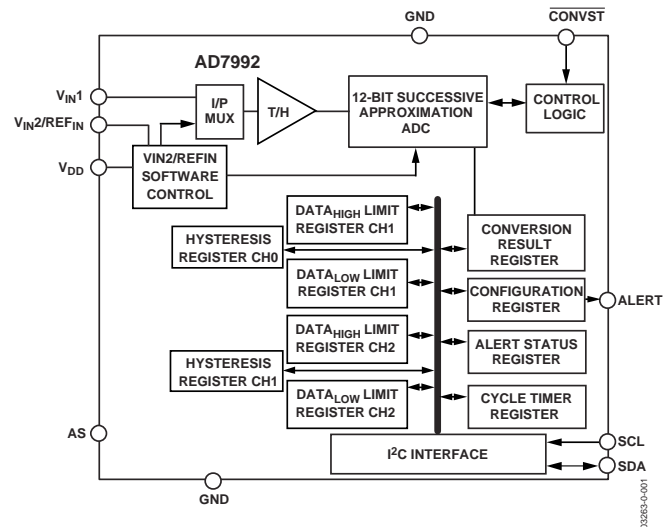 GND
CONVST
AD7992
VIN1
I/P
MUX
T/H
12-BIT SUCCESSIVE
APPROXIMATION
ADC
CONTROL
LOGIC
VIN2/REFIN
VDD
VIN2/REFIN
SOFTWARE
CONTROL
DATAHIGH LIMIT
REGISTER CH1
HYSTERESIS
REGISTER CH0
DATALOW LIMIT
REGISTER CH1
CONVERSION
RESULT
REGISTER
CONFIGURATION
REGISTER
ALERT
DATAHIGH LIMIT
REGISTER CH2
HYSTERESIS
REGISTER CH1
DATALOW LIMIT
REGISTER CH2
ALERT STATUS
REGISTER
CYCLE TIMER
REGISTER
AS
I2C INTERFACE
SCL
SDA
GND
03263-0-001